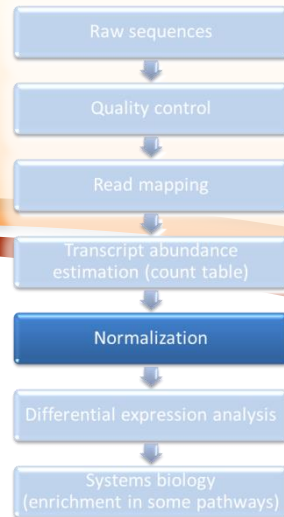 Raw sequences
Quality control
Read mapping
Transcript abundance
estimation (count table)
Normalization
Differential expression analysis
Systems biology
(enrichment in some pathways)